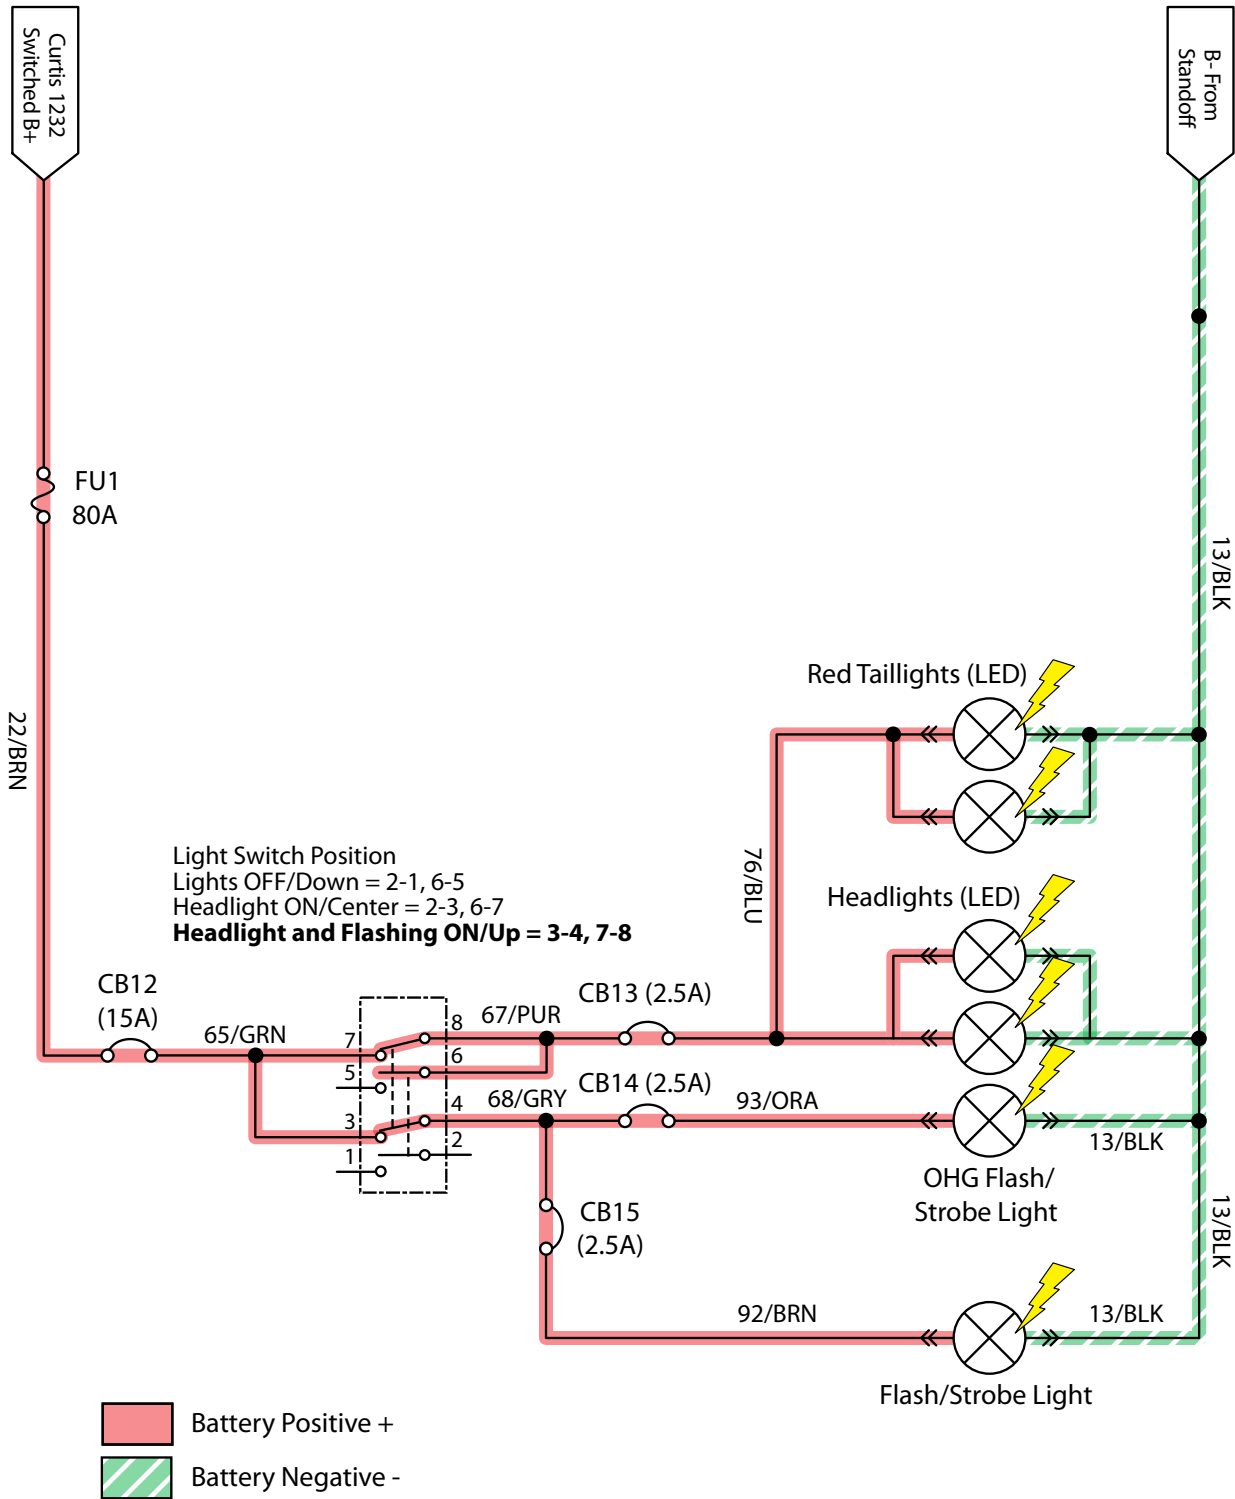 Curtis 1232
Switched B+
B- From
Standoff
FU1
80A
13/BLK
Red Taillights (LED)
22/BRN
Light Switch Position
Lights OFF/Down = 2-1, 6-5
Headlight ON/Center = 2-3, 6-7
Headlight and Flashing ON/Up = 3-4, 7-8
76/BLU
Headlights (LED)
CB12
(15A)
65/GRN
7
8
67/PUR
CB13 (2.5A)
6
5
68/GRY
CB14 (2.5A)
93/ORA
4
3
2
1
13/BLK
OHG Flash/
Strobe Light
CB15
(2.5A)
13/BLK
92/BRN
13/BLK
Flash/Strobe Light
Battery Positive +
Battery Negative -